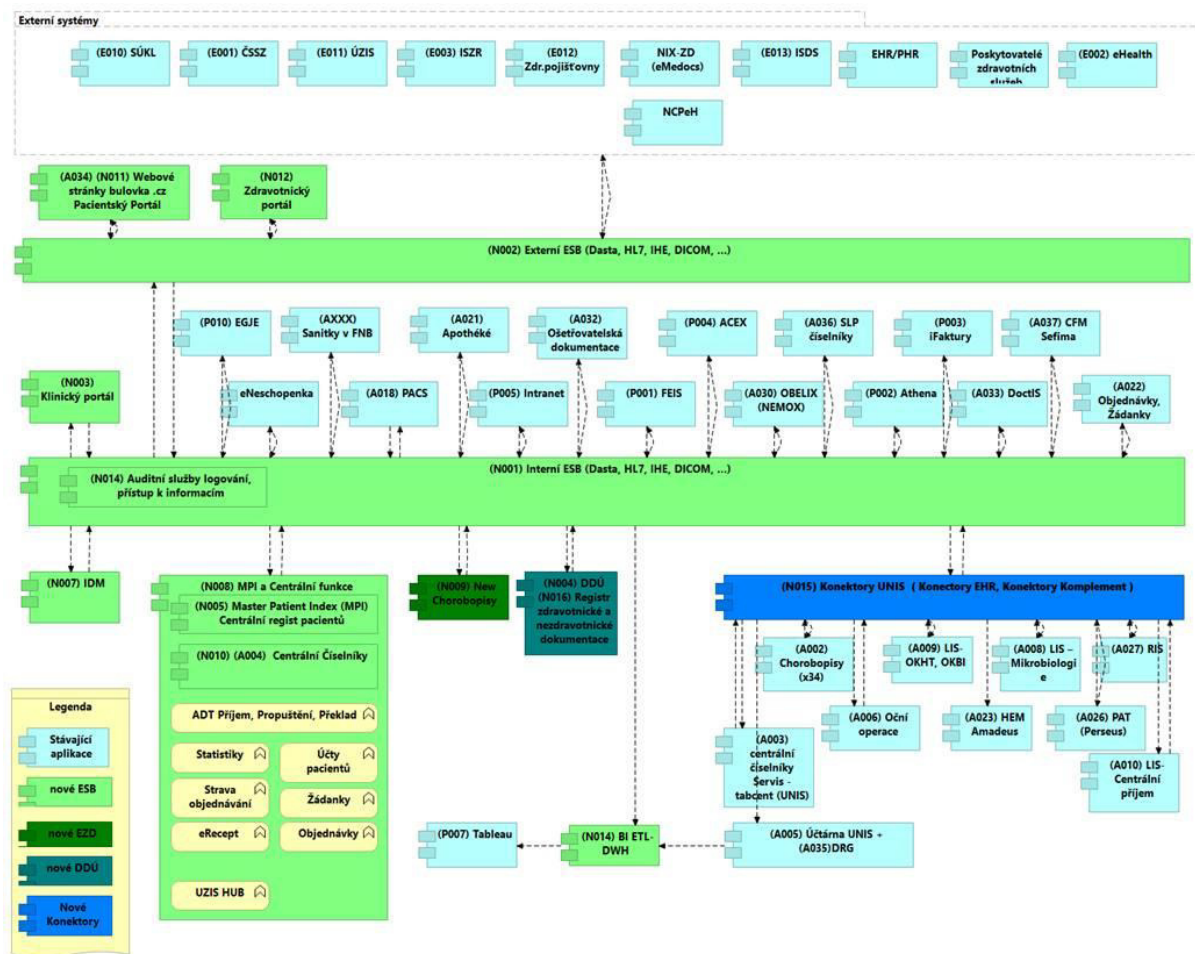 Externí systémy
(E010) SÚKL
(E001) ČSSZ
(E011) ÚZIS
(E003) ISZR
(E012)
Zdr.pojišťovny
NIX-ZD
(eMedocs)
(E013) ISDS
EHR/PHR
Poskytovatelé
zdravotních
služeb
(E002) eHealth
NCPeH
(A034) (N011) Webové
stránky bulovka .cz
Pacientský Portál
(N012)
Zdravotnický
portál
(N002) Externí ESB (Dasta, HL7, IHE, DICOM, ...)
(P010) EGJE
(AXXX)
Sanitky v FNB
(A021)
Apothéké
(A032)
Ošetřovatelská
dokumentace
(P004) ACEX
(A036) SLP
číselníky
(P003)
iFaktury
(A037) CFM
Sefima
(N003)
Klinický portál
eNeschopenka
(A018) PACS
(P005) Intranet
(P001) FEIS
(A030) OBELIX
(NEMOX)
(P002) Athena
(A033) DoctIS
(A022)
Objednávky,
Žádanky
(N001) Interní ESB (Dasta, HL7, IHE, DICOM, ...)
(N014) Auditní služby logování,
přístup k informacím
(N007) IDM
(N008) MPI a Centrální funkce
(N005) Master Patient Index (MPI)
Centrální regist pacientů
(N010) (A004) Centrální Číselníky
ADT Příjem, Propuštění, Překlad
Statistiky
Účty
pacientů
Strava
objednávání
Žádanky
eRecept
Objednávky
UZIS HUB
(N009) New
Chorobopisy
(N004) DDÚ
(N016) Registr
zdravotnické a
nezdravotnické
dokumentace
(N015) Konektory UNIS ( Konectory EHR, Konektory Komplement )
(A002)
Chorobopisy
(x34)
(A009) LIS-
OKHT, OKBI
(A008) LIS –
Mikrobiologi
e
(A027) RIS
(A003)
centrální
číselníky
Servis -
tabcent (UNIS)
(A006) Oční
operace
(A023) HEM
Amadeus
(A026) PAT
(Perseus)
(A010) LIS-
Centrální
příjem
(P007) Tableau
(N014) BI ETL-
DWH
(A005) Účtárna UNIS +
(A035)DRG
Legenda
Stávající
aplikace
nové ESB
nové EZD
nové DDÚ
Nové
Konektory